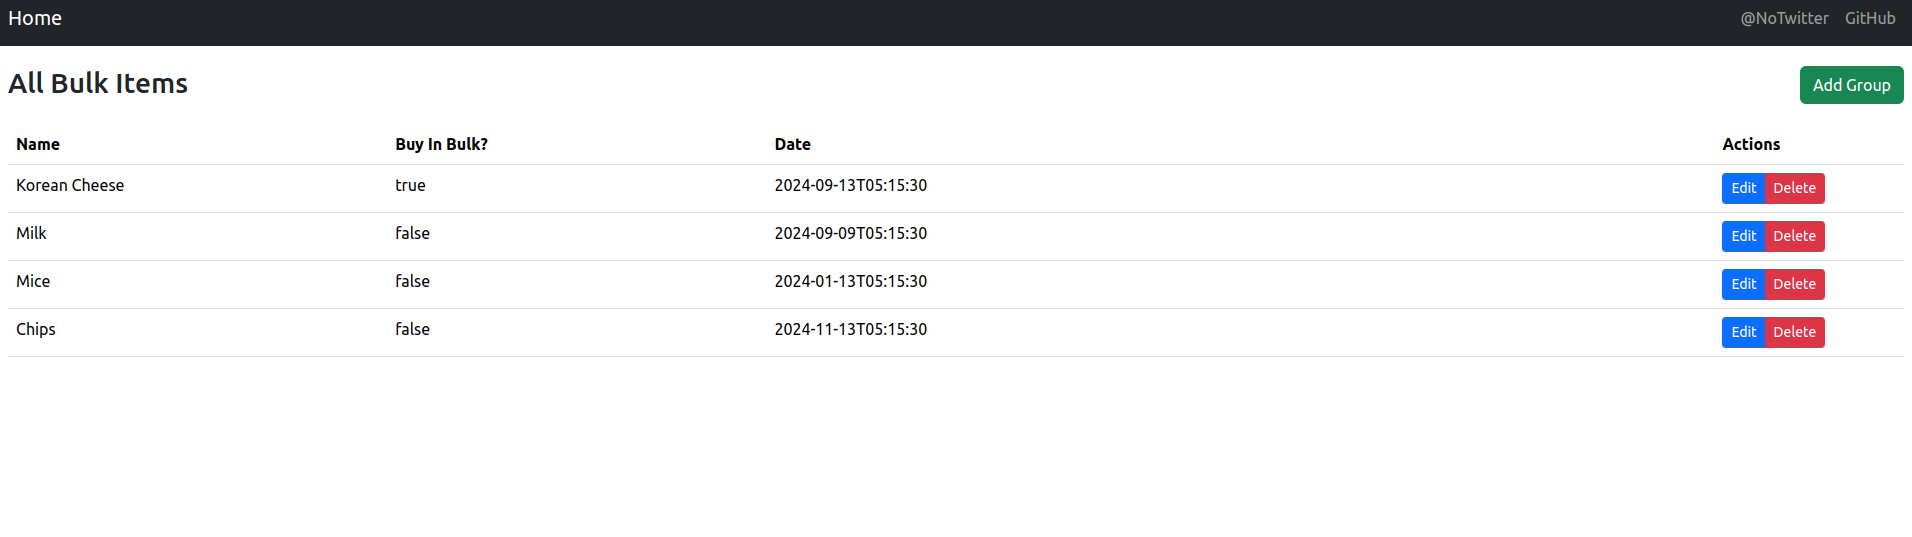 Home @NoTwitter GitHub
All Bulk Items Add Group
Name Buy In Bulk? Date Actions
Korean Cheese true 2024-09-13T05:15:30 Edit Delete
Milk false 2024-09-09T05:15:30 Edit Delete
Mice false 2024-01-13T05:15:30 Edit Delete
Chips false 2024-11-13T05:15:30 Edit Delete